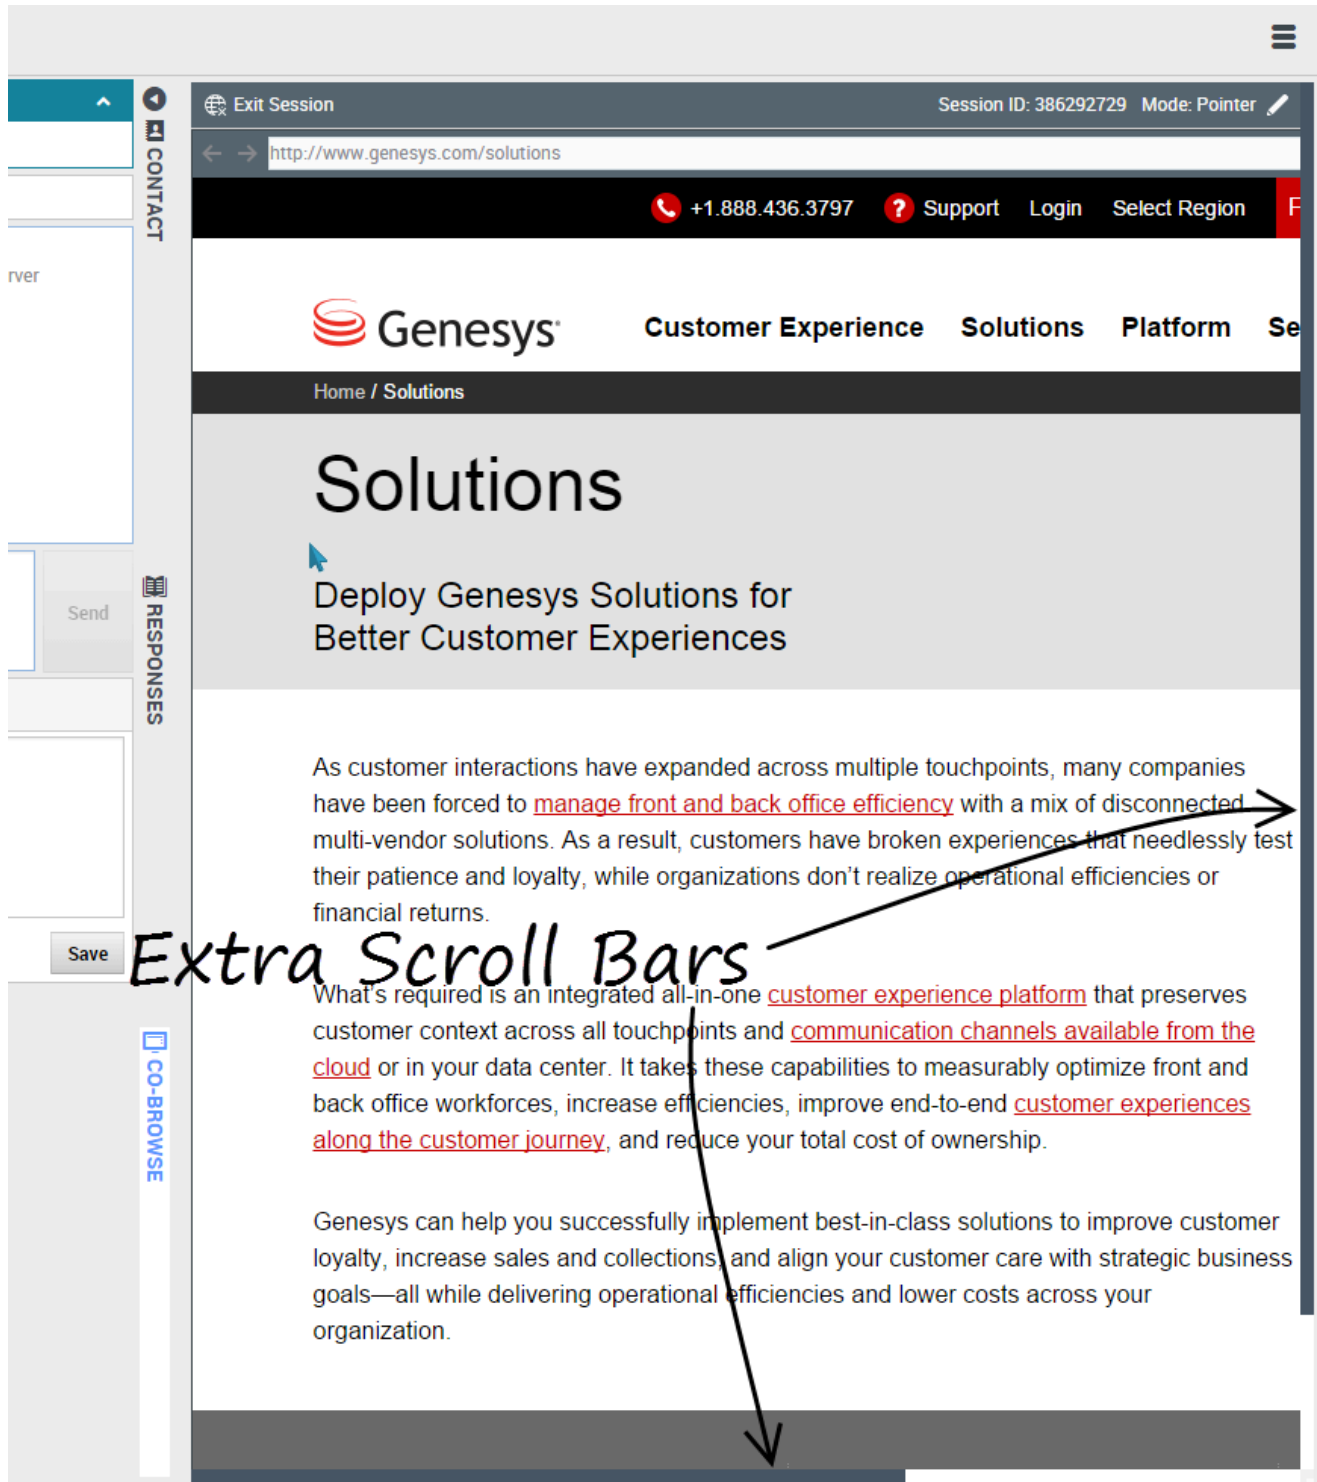 Exit Session
Session ID: 386292729 Mode: Pointer
CONTACT
http://www.genesys.com/solutions
+1.888.436.3797 Support Login Select Region F
rver
Genesys
Customer Experience Solutions Platform Se
Home / Solutions
Solutions
Deploy Genesys Solutions for
Better Customer Experiences
Send
RESPONSES
As customer interactions have expanded across multiple touchpoints, many companies
have been forced to manage front and back office efficiency with a mix of disconnected
multi-vendor solutions. As a result, customers have broken experiences that needlessly test
their patience and loyalty, while organizations don't realize operational efficiencies or
financial returns.
Save
Extra Scroll Bars
What's required is an integrated all-in-one customer experience platform that preserves
customer context across all touchpoints and communication channels available from the
cloud or in your data center. It takes these capabilities to measurably optimize front and
back office workforces, increase efficiencies, improve end-to-end customer experiences
along the customer journey, and reduce your total cost of ownership.
CO-BROWSE
Genesys can help you successfully implement best-in-class solutions to improve customer
loyalty, increase sales and collections, and align your customer care with strategic business
goals—all while delivering operational efficiencies and lower costs across your
organization.